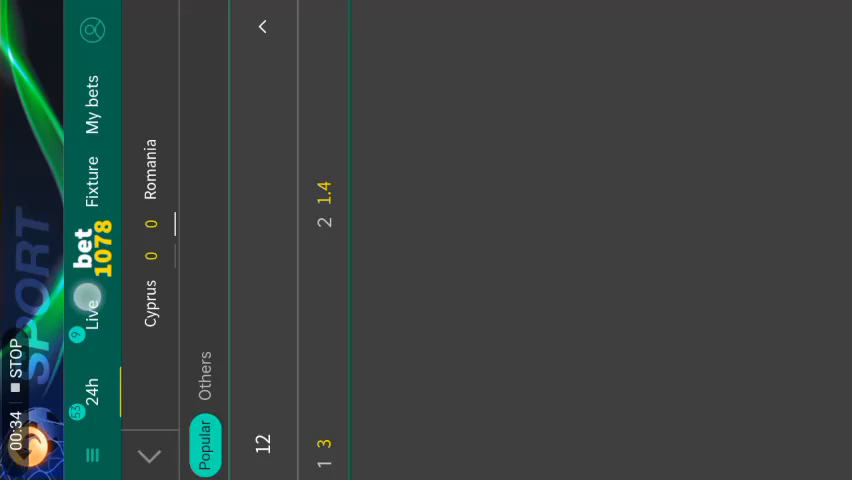 00:34 STOP
SPORT
53 24h 9 Live bet 1078 Fixture My bets
Cyprus 0 0 Romania
Popular Others
12
1 3 2 1.4